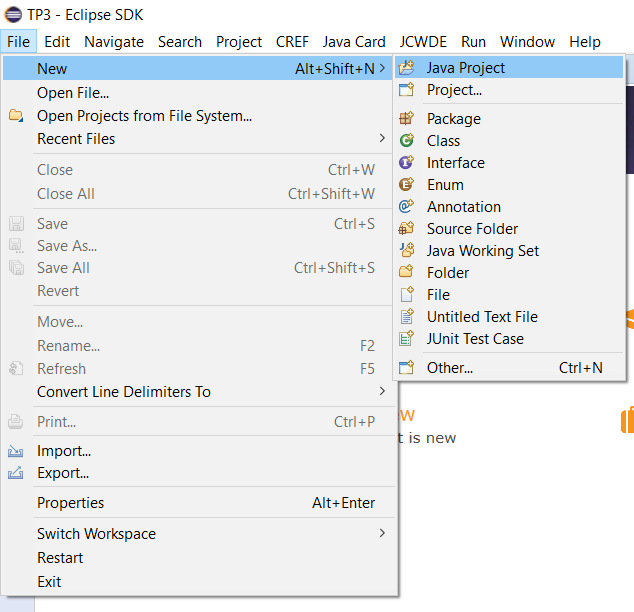 TP3 - Eclipse SDK
File Edit Navigate Search Project CREF Java Card JCWDE Run Window Help
New Alt+Shift+N >
Open File...
Open Projects from File System...
Recent Files >
Close Ctrl+W
Close All Ctrl+Shift+W
Save Ctrl+S
Save As...
Save All Ctrl+Shift+S
Revert
Move...
Rename... F2
Refresh F5
Convert Line Delimiters To >
Print... Ctrl+P
Import...
Export...
Properties Alt+Enter
Switch Workspace >
Restart
Exit
Java Project
Project...
Package
Class
Interface
Enum
Annotation
Source Folder
Java Working Set
Folder
File
Untitled Text File
JUnit Test Case
Other... Ctrl+N
is new